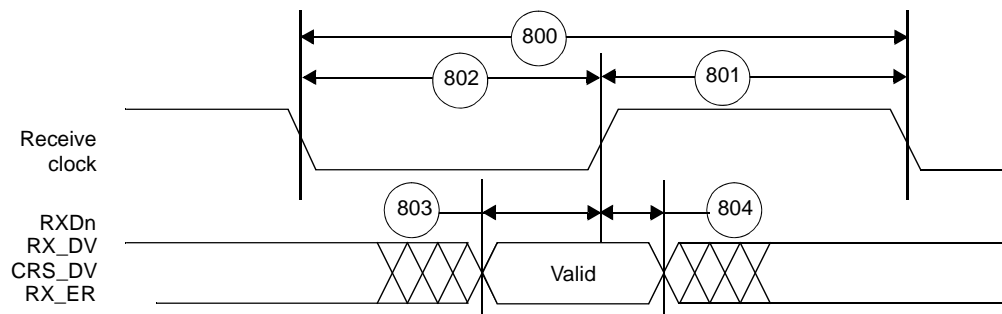 800
802
801
Receive
clock
803
804
RXDn
RX_DV
CRS_DV
RX_ER
Valid